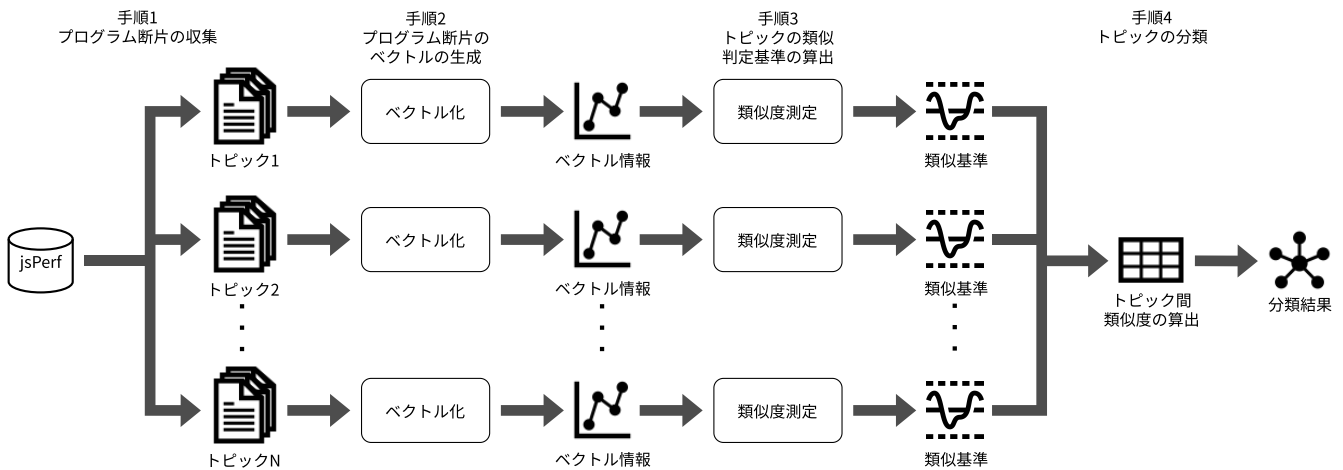 手順1
プログラム断片の収集
手順2
プログラム断片の
ベクトルの生成
手順3
トピックの類似
判定基準の算出
手順4
トピックの分類
ベクトル化
類似度測定
トピック1
ベクトル情報
類似基準
ベクトル化
類似度測定
jsPerf
トピック2
ベクトル情報
類似基準
トピック間
類似度の算出
分類結果
ベクトル化
類似度測定
トピックN
ベクトル情報
類似基準